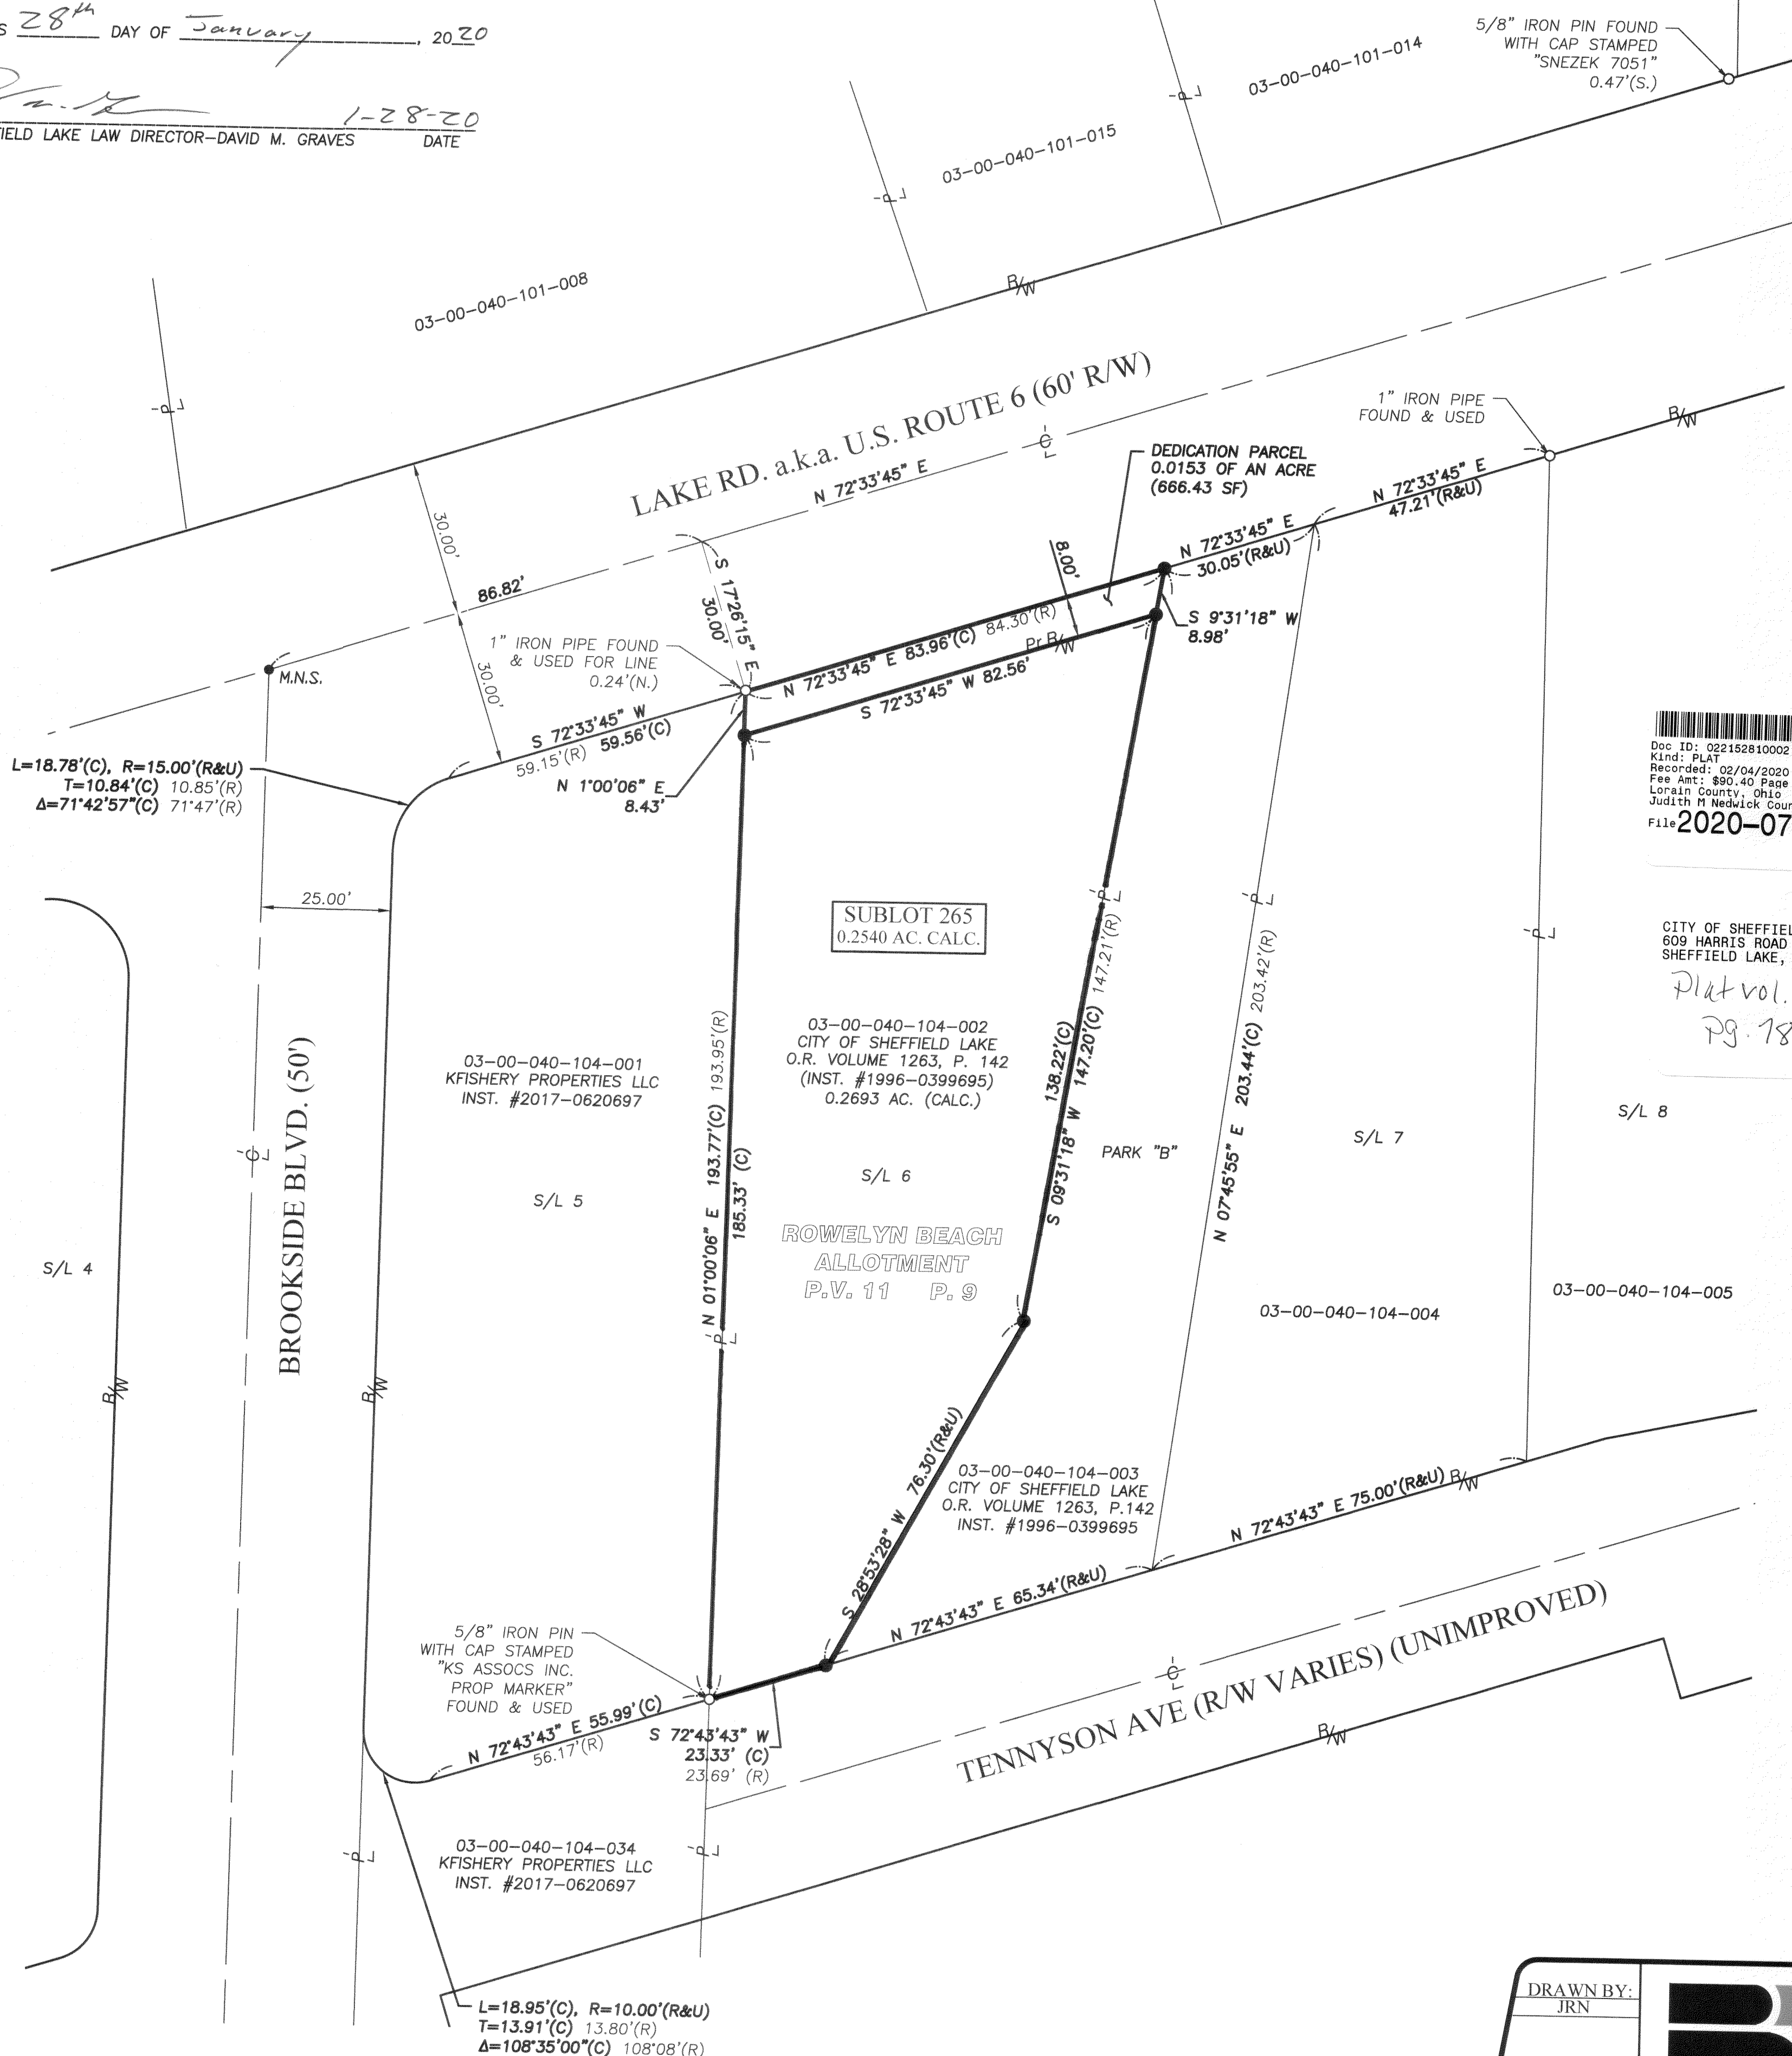 28th DAY OF January, 2020
1-28-20
LAKE LAW DIRECTOR-DAVID M. GRAVES DATE
5/8" IRON PIN FOUND
WITH CAP STAMPED
"SNEZEK 7051"
0.47'(S.)
03-00-040-101-014
03-00-040-101-015
03-00-040-101-008
P L
P L
P L
R/W
LAKE RD. a.k.a. U.S. ROUTE 6 (60' R/W)
N 72°33'45" E
C L
1" IRON PIPE
FOUND & USED
R/W
DEDICATION PARCEL
0.0153 OF AN ACRE
(666.43 SF)
N 72°33'45" E
47.21'(R&U)
N 72°33'45" E
30.05'(R&U)
30.00'
86.82'
30.00'
S 17°26'15" E
30.00'
8.00'
S 9°31'18" W
8.98'
1" IRON PIPE FOUND
& USED FOR LINE
0.24'(N.)
N 72°33'45" E 83.96'(C) 84.30'(R)
Pr R/W
S 72°33'45" W 82.56'
M.N.S.
S 72°33'45" W
59.15'(R) 59.56'(C)
N 1°00'06" E
8.43'
L=18.78'(C), R=15.00'(R&U)
T=10.84'(C) 10.85'(R)
Δ=71°42'57"(C) 71°47'(R)
Doc ID: 022152810002
Kind: PLAT
Recorded: 02/04/2020
Fee Amt: $90.40 Page
Lorain County, Ohio
Judith M Nedwick
File 2020-07
CITY OF
609 HARRIS ROAD
SHEFFIELD LAKE,
Plat vol.
pg. 18
25.00'
SUBLOT 265
0.2540 AC. CALC.
P L
P L
P L
03-00-040-104-001
KFISHERY PROPERTIES LLC
INST. #2017-0620697
S/L 5
N 01°00'06" E 193.77'(C) 193.95'(R)
185.33' (C)
P L
03-00-040-104-002
CITY OF SHEFFIELD LAKE
O.R. VOLUME 1263, P. 142
(INST. #1996-0399695)
0.2693 AC. (CALC.)
S/L 6
ROWELYN BEACH
ALLOTMENT
P.V. 11 P. 9
138.22'(C)
S 09°31'18" W 147.20'(C) 147.21'(R)
PARK "B"
N 07°45'55" E 203.44'(C) 203.42'(R)
S/L 7
S/L 8
03-00-040-104-004
03-00-040-104-005
BROOKSIDE BLVD. (50')
C L
S/L 4
R/W
R/W
S 28°53'28" W 76.30'(R&U)
03-00-040-104-003
CITY OF SHEFFIELD LAKE
O.R. VOLUME 1263, P.142
INST. #1996-0399695
N 72°43'43" E 75.00'(R&U)
R/W
N 72°43'43" E 65.34'(R&U)
5/8" IRON PIN
WITH CAP STAMPED
"KS ASSOCS INC.
PROP MARKER"
FOUND & USED
N 72°43'43" E 55.99'(C)
56.17'(R)
S 72°43'43" W
23.33' (C)
23.69' (R)
C L
TENNYSON AVE (R/W VARIES) (UNIMPROVED)
R/W
03-00-040-104-034
KFISHERY PROPERTIES LLC
INST. #2017-0620697
P L
P L
L=18.95'(C), R=10.00'(R&U)
T=13.91'(C) 13.80'(R)
Δ=108°35'00"(C) 108°08'(R)
DRAWN BY:
JRN